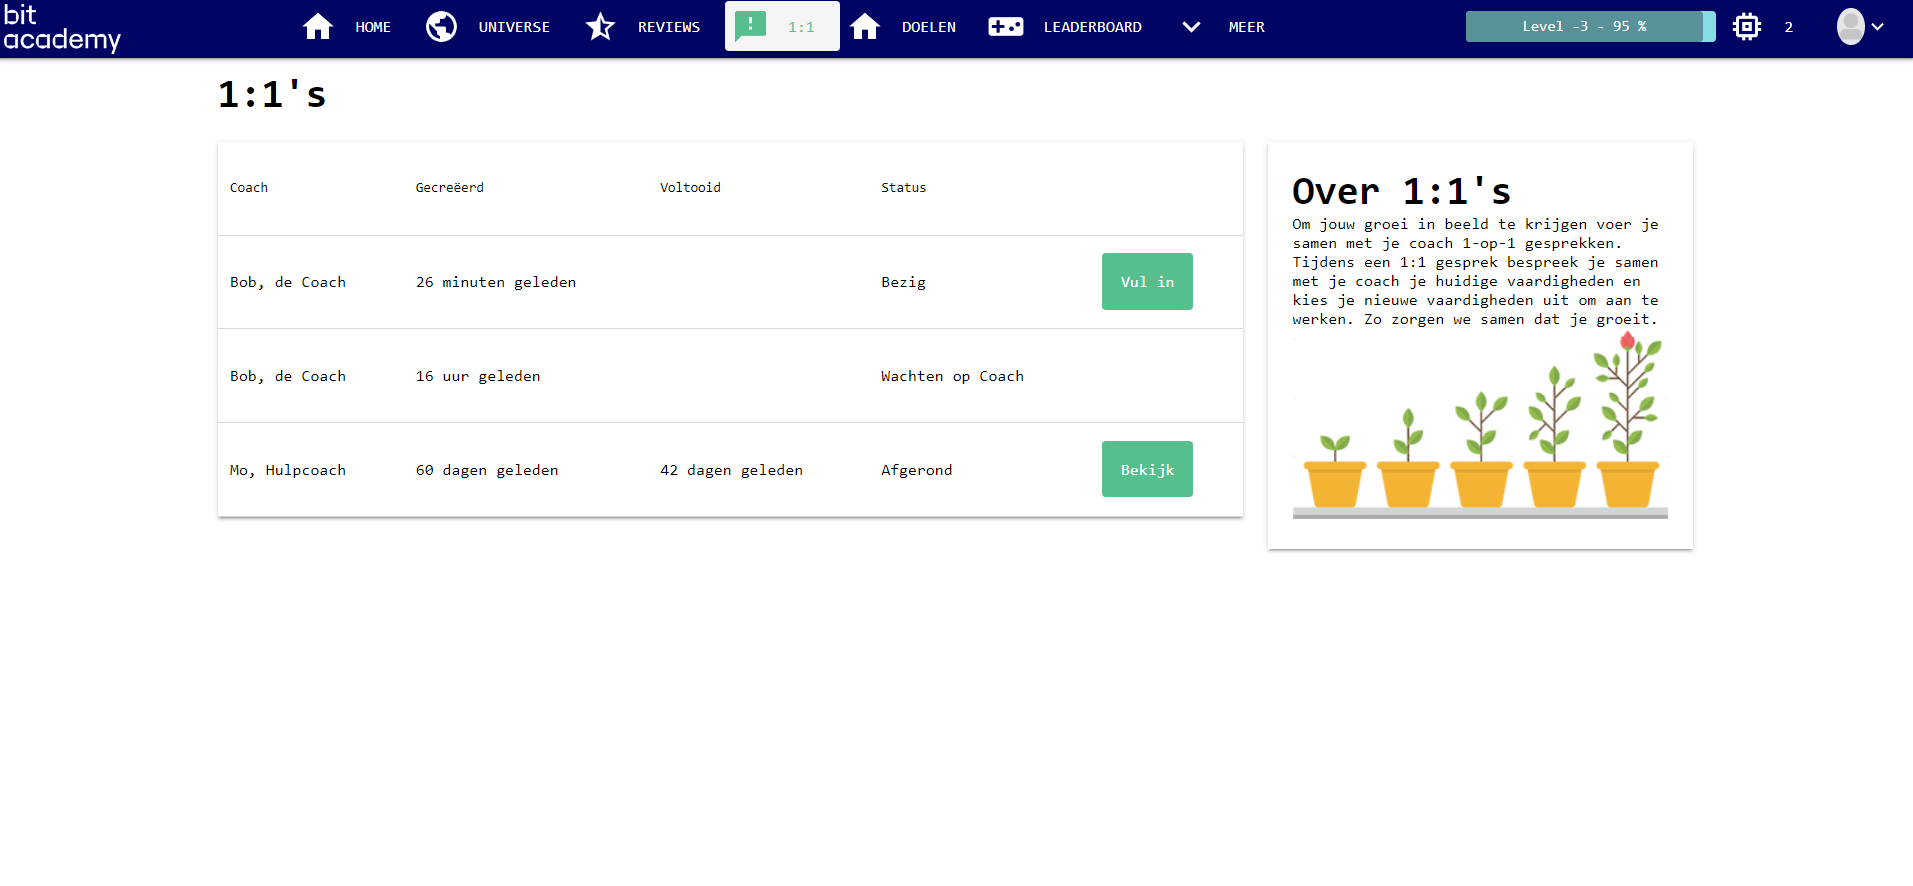 bit
academy
HOME
UNIVERSE
REVIEWS
1:1
DOELEN
LEADERBOARD
MEER
Level -3 - 95 %
2
1:1's
Coach
Gecreëerd
Voltooid
Status
Bob, de Coach
26 minuten geleden
Bezig
Vul in
Bob, de Coach
16 uur geleden
Wachten op Coach
Mo, Hulpcoach
60 dagen geleden
42 dagen geleden
Afgerond
Bekijk
Over 1:1's
Om jouw groei in beeld te krijgen voer je
samen met je coach 1-op-1 gesprekken.
Tijdens een 1:1 gesprek bespreek je samen
met je coach je huidige vaardigheden en
kies je nieuwe vaardigheden uit om aan te
werken. Zo zorgen we samen dat je groeit.